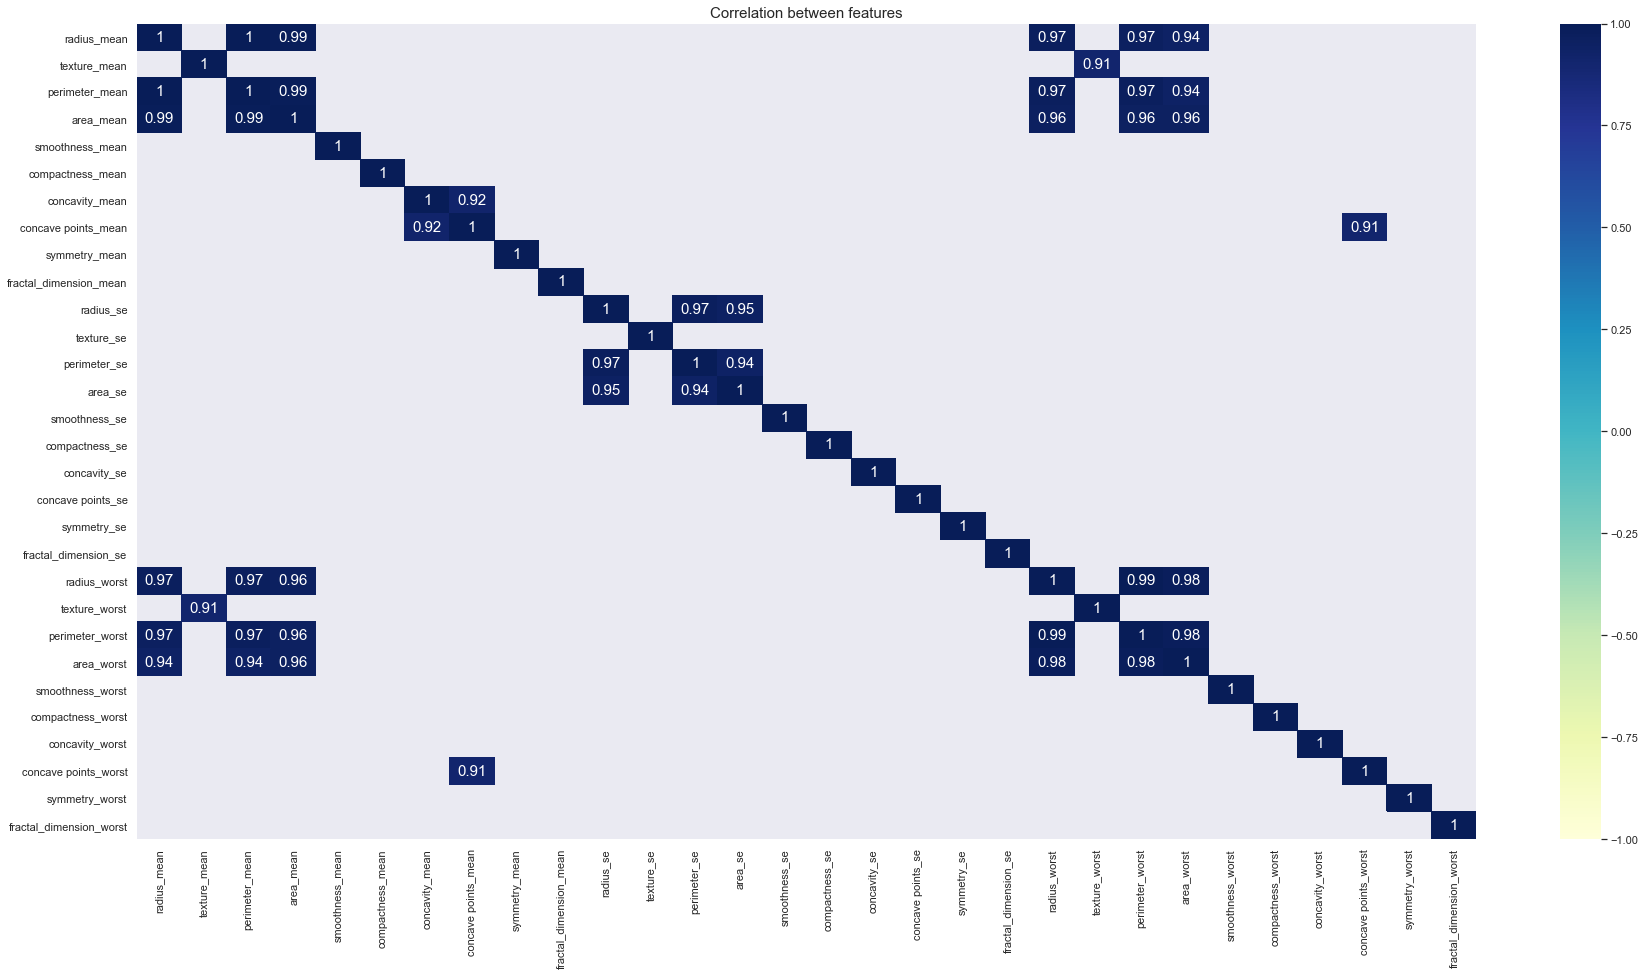 Correlation between features
radius_mean 1 1 0.99 0.97 0.97 0.94
texture_mean 1 0.91
perimeter_mean 1 1 0.99 0.97 0.97 0.94
area_mean 0.99 0.99 1 0.96 0.96 0.96
smoothness_mean 1
compactness_mean 1
concavity_mean 1 0.92
concave points_mean 0.92 1 0.91
symmetry_mean 1
fractal_dimension_mean 1
radius_se 1 0.97 0.95
texture_se 1
perimeter_se 0.97 1 0.94
area_se 0.95 0.94 1
smoothness_se 1
compactness_se 1
concavity_se 1
concave points_se 1
symmetry_se 1
fractal_dimension_se 1
radius_worst 0.97 0.97 0.96 1 0.99 0.98
texture_worst 0.91 1
perimeter_worst 0.97 0.97 0.96 0.99 1 0.98
area_worst 0.94 0.94 0.96 0.98 0.98 1
smoothness_worst 1
compactness_worst 1
concavity_worst 1
concave points_worst 0.91 1
symmetry_worst 1
fractal_dimension_worst 1
radius_mean
texture_mean
perimeter_mean
area_mean
smoothness_mean
compactness_mean
concavity_mean
concave points_mean
symmetry_mean
fractal_dimension_mean
radius_se
texture_se
perimeter_se
area_se
smoothness_se
compactness_se
concavity_se
concave points_se
symmetry_se
fractal_dimension_se
radius_worst
texture_worst
perimeter_worst
area_worst
smoothness_worst
compactness_worst
concavity_worst
concave points_worst
symmetry_worst
fractal_dimension_worst
1.00
0.75
0.50
0.25
0.00
−0.25
−0.50
−0.75
−1.00